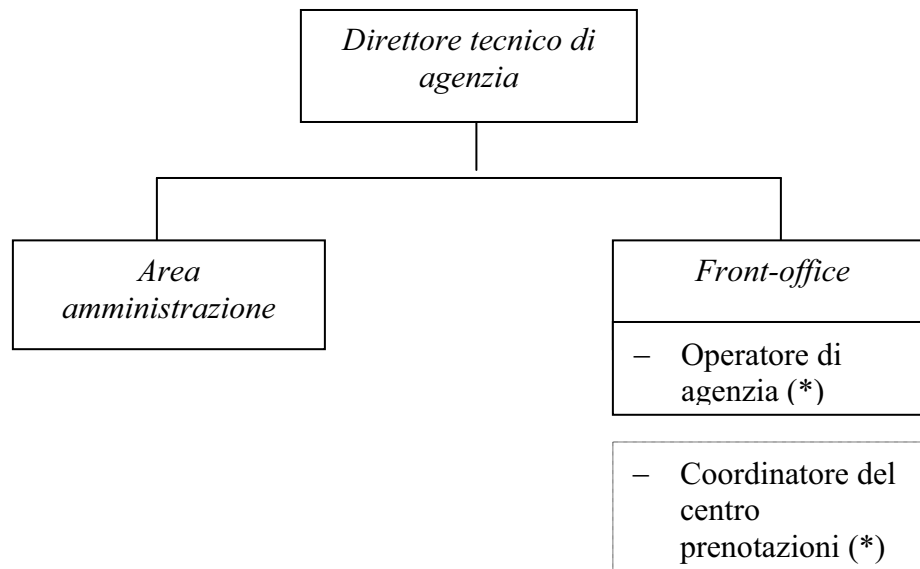 Direttore tecnico di
agenzia
Area
amministrazione
Front-office
– Operatore di
agenzia (*)
– Coordinatore del
centro
prenotazioni (*)